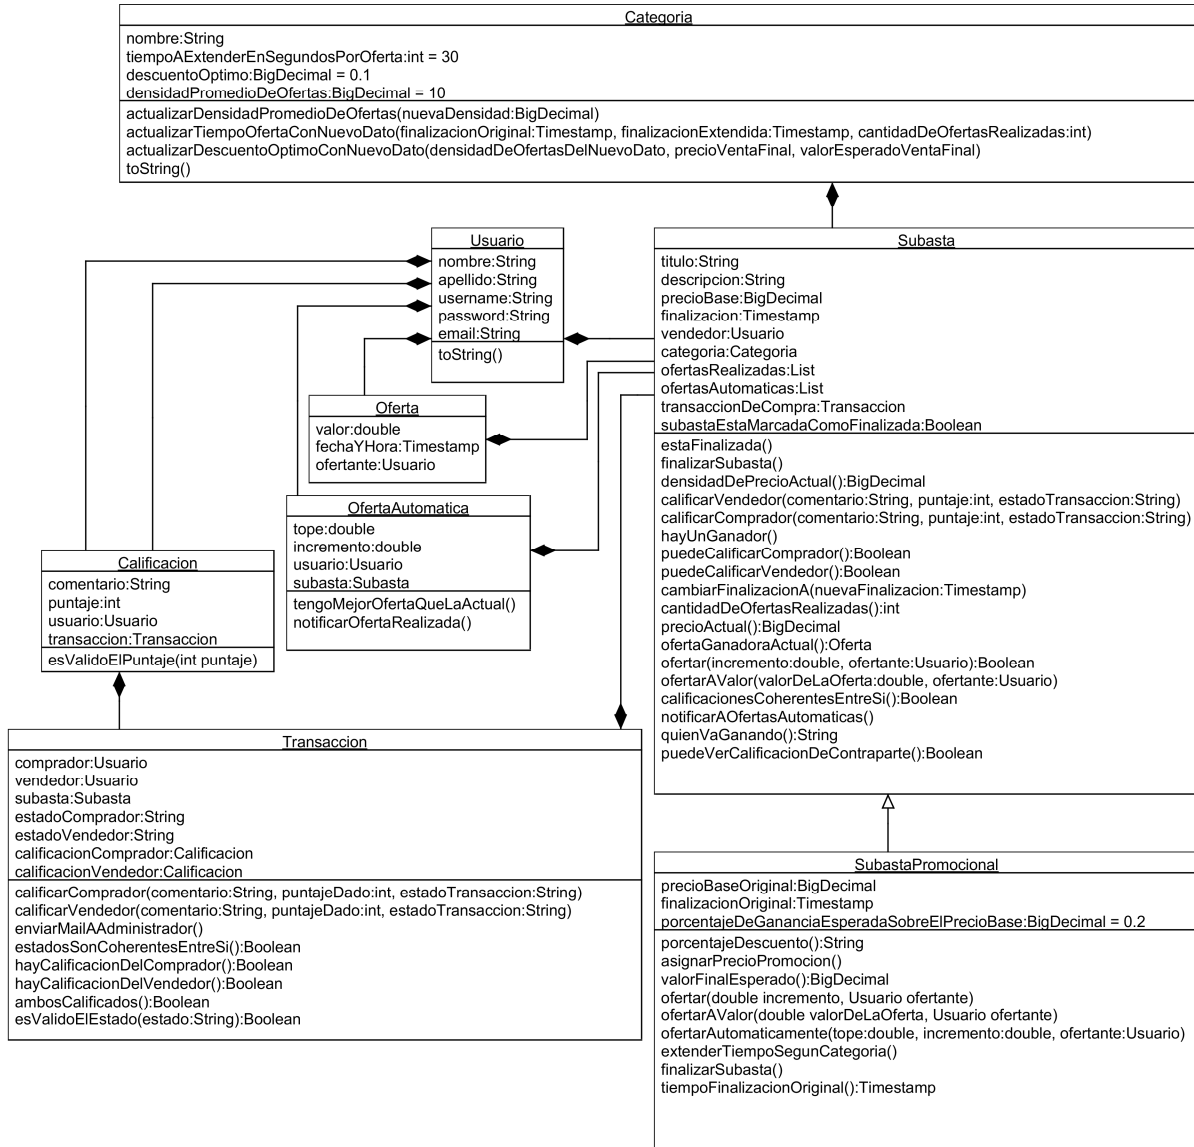 Categoria
nombre:String
tiempoAExtenderEnSegundosPorOferta:int = 30
descuentoOptimo:BigDecimal = 0.1
densidadPromedioDeOfertas:BigDecimal = 10
actualizarDensidadPromedioDeOfertas(nuevaDensidad:BigDecimal)
actualizarTiempoOfertaConNuevoDato(finalizacionOriginal:Timestamp, finalizacionExtendida:Timestamp, cantidadDeOfertasRealizadas:int)
actualizarDescuentoOptimoConNuevoDato(densidadDeOfertasDelNuevoDato, precioVentaFinal, valorEsperadoVentaFinal)
toString()
Usuario
nombre:String
apellido:String
username:String
password:String
email:String
toString()
Subasta
titulo:String
descripcion:String
precioBase:BigDecimal
finalizacion:Timestamp
vendedor:Usuario
categoria:Categoria
ofertasRealizadas:List
ofertasAutomaticas:List
transaccionDeCompra:Transaccion
subastaEstaMarcadaComoFinalizada:Boolean
estaFinalizada()
finalizarSubasta()
densidadDePrecioActual():BigDecimal
calificarVendedor(comentario:String, puntaje:int, estadoTransaccion:String)
calificarComprador(comentario:String, puntaje:int, estadoTransaccion:String)
hayUnGanador()
puedeCalificarComprador():Boolean
puedeCalificarVendedor():Boolean
cambiarFinalizacionA(nuevaFinalizacion:Timestamp)
cantidadDeOfertasRealizadas():int
precioActual():BigDecimal
ofertaGanadoraActual():Oferta
ofertar(incremento:double, ofertante:Usuario):Boolean
ofertarAValor(valorDeLaOferta:double, ofertante:Usuario)
calificacionesCoherentesEntreSi():Boolean
notificarAOfertasAutomaticas()
quienVaGanando():String
puedeVerCalificacionDeContraparte():Boolean
Oferta
valor:double
fechaYHora:Timestamp
ofertante:Usuario
OfertaAutomatica
tope:double
incremento:double
usuario:Usuario
subasta:Subasta
tengoMejorOfertaQueLaActual()
notificarOfertaRealizada()
Calificacion
comentario:String
puntaje:int
usuario:Usuario
transaccion:Transaccion
esValidoElPuntaje(int puntaje)
Transaccion
comprador:Usuario
vendedor:Usuario
subasta:Subasta
estadoComprador:String
estadoVendedor:String
calificacionComprador:Calificacion
calificacionVendedor:Calificacion
calificarComprador(comentario:String, puntajeDado:int, estadoTransaccion:String)
calificarVendedor(comentario:String, puntajeDado:int, estadoTransaccion:String)
enviarMailAAdministrador()
estadosSonCoherentesEntreSi():Boolean
hayCalificacionDelComprador():Boolean
hayCalificacionDelVendedor():Boolean
ambosCalificados():Boolean
esValidoElEstado(estado:String):Boolean
SubastaPromocional
precioBaseOriginal:BigDecimal
finalizacionOriginal:Timestamp
porcentajeDeGananciaEsperadaSobreElPrecioBase:BigDecimal = 0.2
porcentajeDescuento():String
asignarPrecioPromocion()
valorFinalEsperado():BigDecimal
ofertar(double incremento, Usuario ofertante)
ofertarAValor(double valorDeLaOferta, Usuario ofertante)
ofertarAutomaticamente(tope:double, incremento:double, ofertante:Usuario)
extenderTiempoSegunCategoria()
finalizarSubasta()
tiempoFinalizacionOriginal():Timestamp